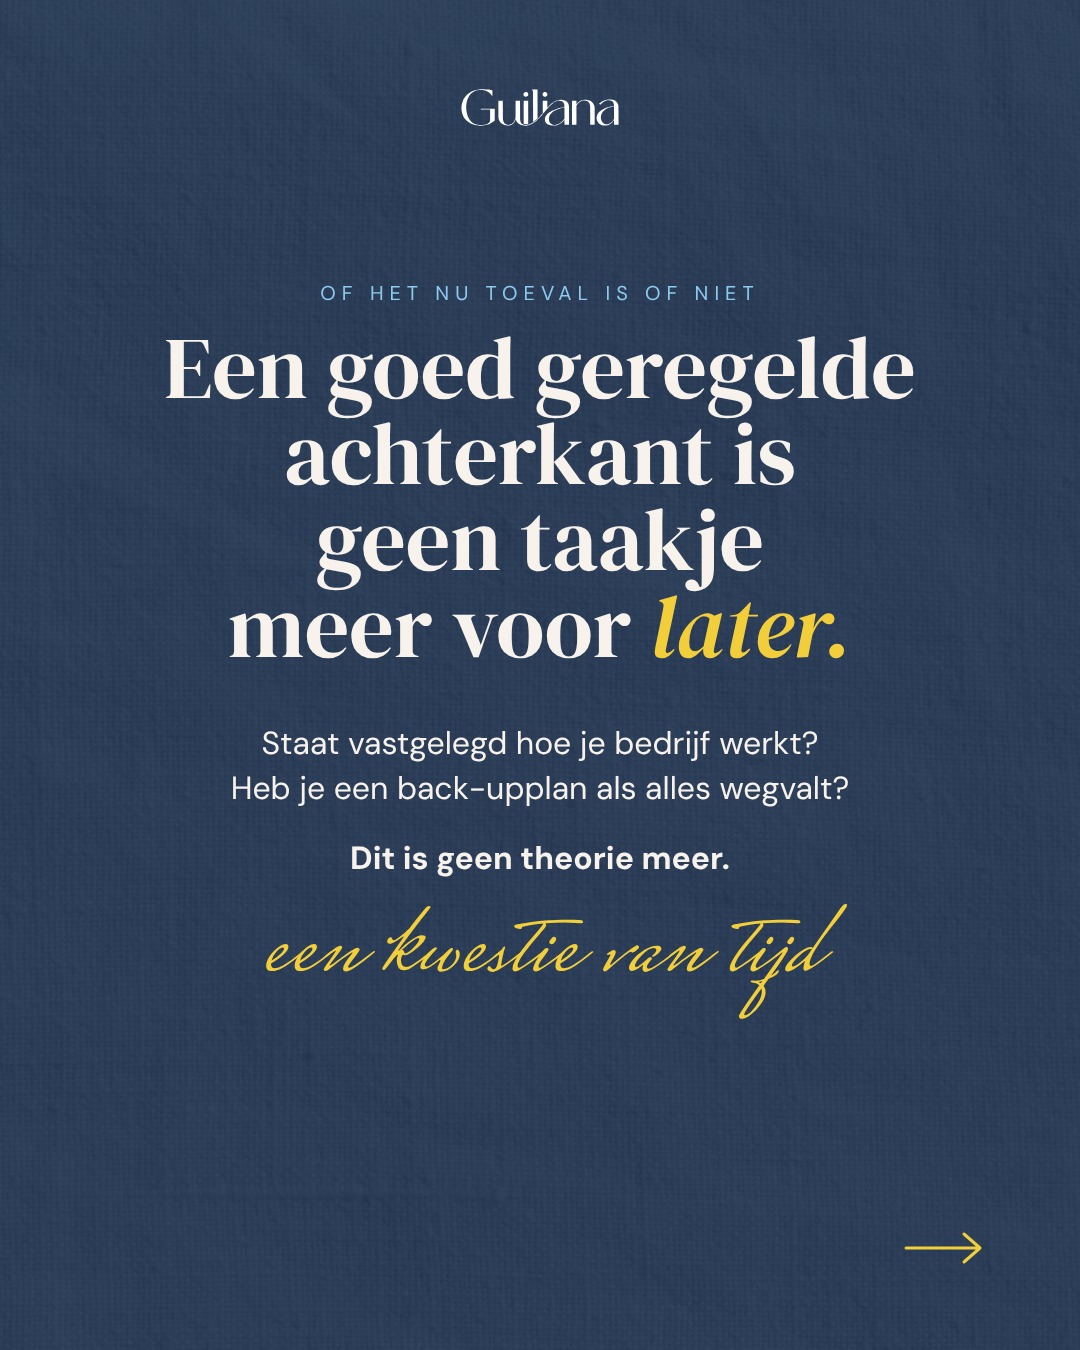 Guiliana
OF HET NU TOEVAL IS OF NIET
Een goed geregelde
achterkant is
geen taakje
meer voor later.
Staat vastgelegd hoe je bedrijf werkt?
Heb je een back-upplan als alles wegvalt?
Dit is geen theorie meer.
een kwestie van tijd